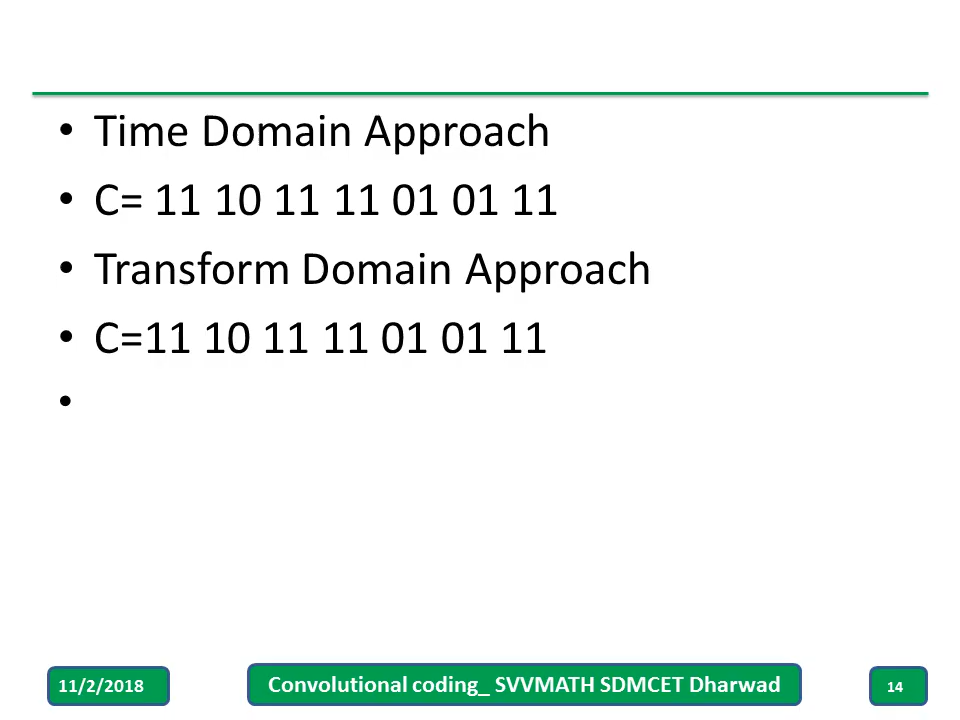 • Time Domain Approach
• C= 11 10 11 11 01 01 11
• Transform Domain Approach
• C=11 10 11 11 01 01 11
•
11/2/2018
Convolutional coding_ SVVMATH SDMCET Dharwad
14